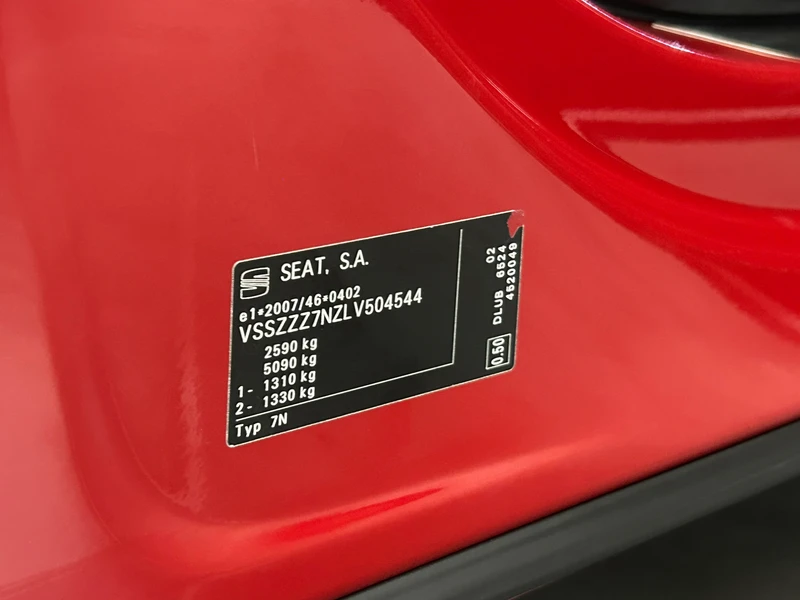 SEAT, S.A.
e1*2007/46*0402
VSSZZZ7NZLV504544
2590 kg
5090 kg
1- 1310 kg
2- 1330 kg
Typ 7N
02
DLUB 6524
4520049
0.50